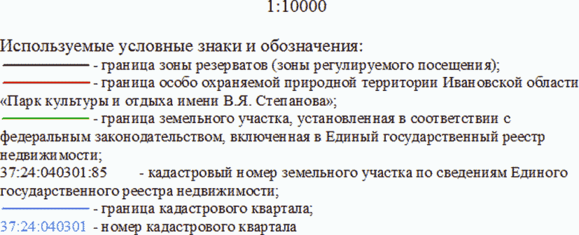 1:10000
Используемые условные знаки и обозначения:
- граница зоны резерватов (зоны регулируемого посещения);
- граница особо охраняемой природной территории Ивановской области
«Парк культуры и отдыха имени В.Я. Степанова»;
- граница земельного участка, установленная в соответствии с
федеральным законодательством, включенная в Единый государственный реестр
недвижимости;
37:24:040301:85 - кадастровый номер земельного участка по сведениям Единого
государственного реестра недвижимости;
- граница кадастрового квартала;
37:24:040301 - номер кадастрового квартала